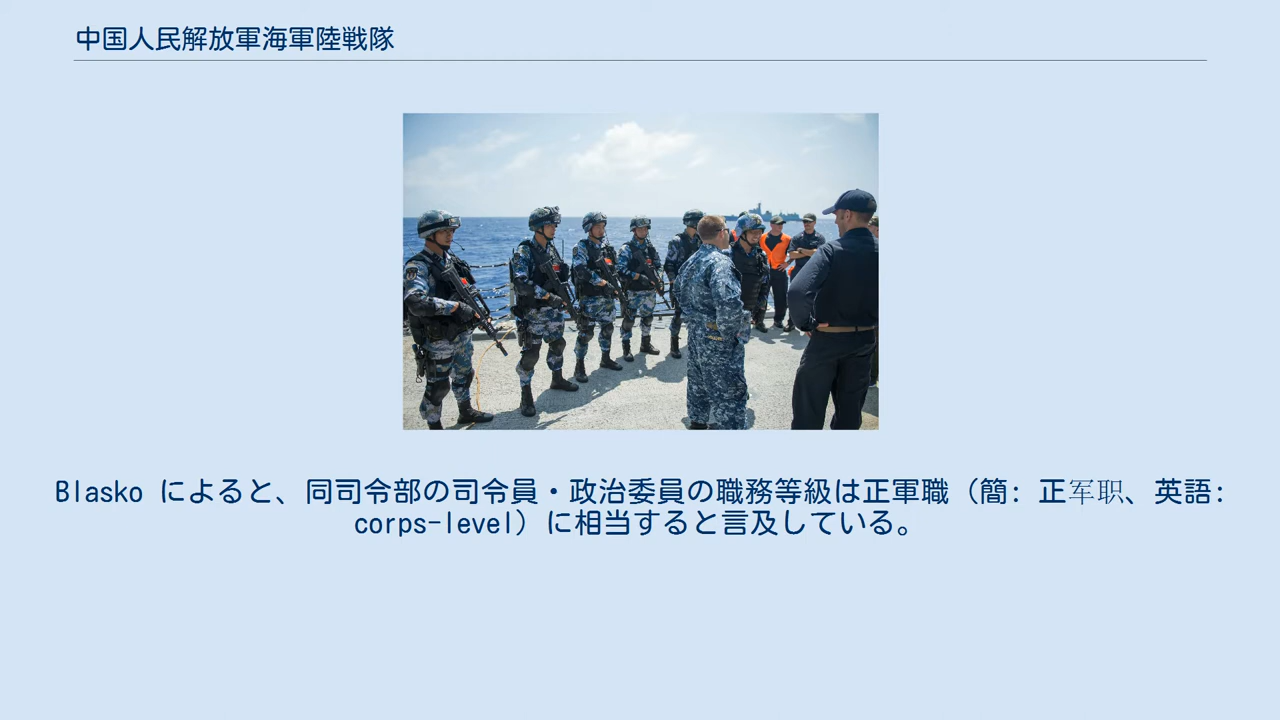 中国人民解放軍海軍陸戦隊
Blasko によると、同司令部の司令員・政治委員の職務等級は正軍職（簡: 正军职、英語:
corps-level）に相当すると言及している。